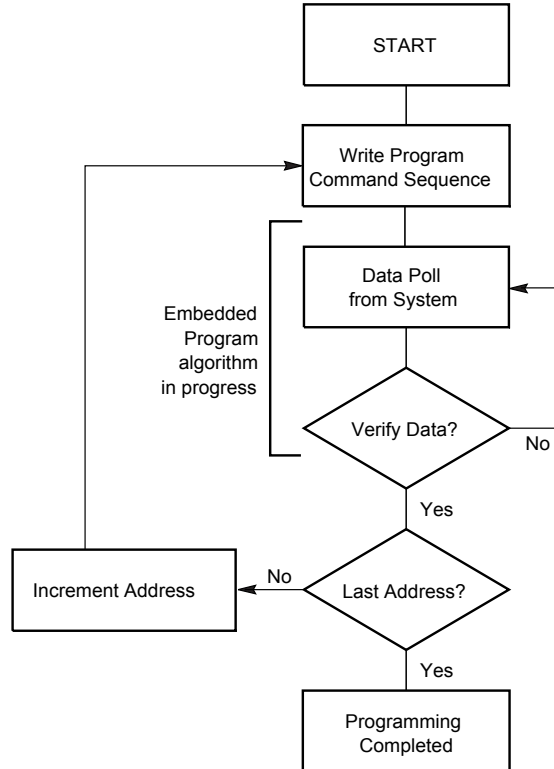 START
Write Program
Command Sequence
Data Poll
from System
Embedded
Program
algorithm
in progress
Verify Data?
No
Yes
Increment Address
No
Last Address?
Yes
Programming
Completed